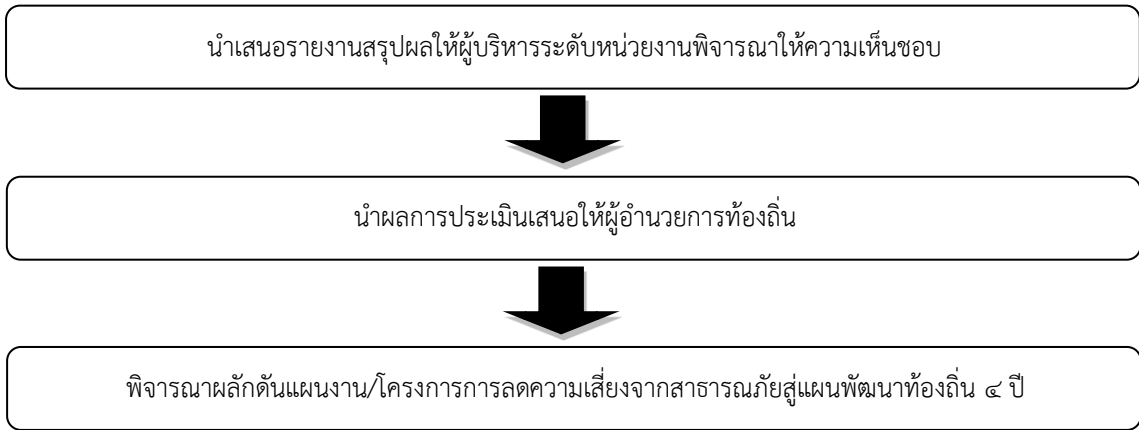 นำเสนอรายงานสรุปผลให้ผู้บริหารระดับหน่วยงานพิจารณาให้ความเห็นชอบ
นำผลการประเมินเสนอให้ผู้อำนวยการท้องถิ่น
พิจารณาผลักดันแผนงาน/โครงการการลดความเสี่ยงจากสาธารณภัยสู่แผนพัฒนาท้องถิ่น ๔ ปี